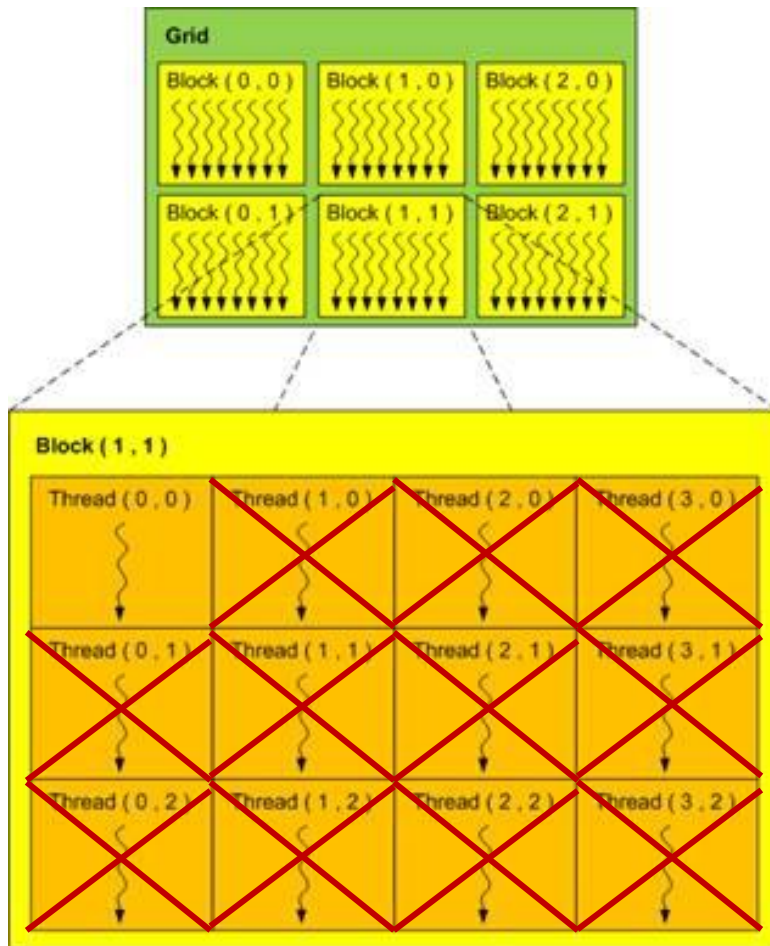 Grid
Block ( 0 , 0 ) Block ( 1 , 0 ) Block ( 2 , 0 )
Block ( 0 , 1 ) Block ( 1 , 1 ) Block ( 2 , 1 )
Block ( 1 , 1 )
Thread ( 0 , 0 ) Thread ( 1 , 0 ) Thread ( 2 , 0 ) Thread ( 3 , 0 )
Thread ( 0 , 1 ) Thread ( 1 , 1 ) Thread ( 2 , 1 ) Thread ( 3 , 1 )
Thread ( 0 , 2 ) Thread ( 1 , 2 ) Thread ( 2 , 2 ) Thread ( 3 , 2 )